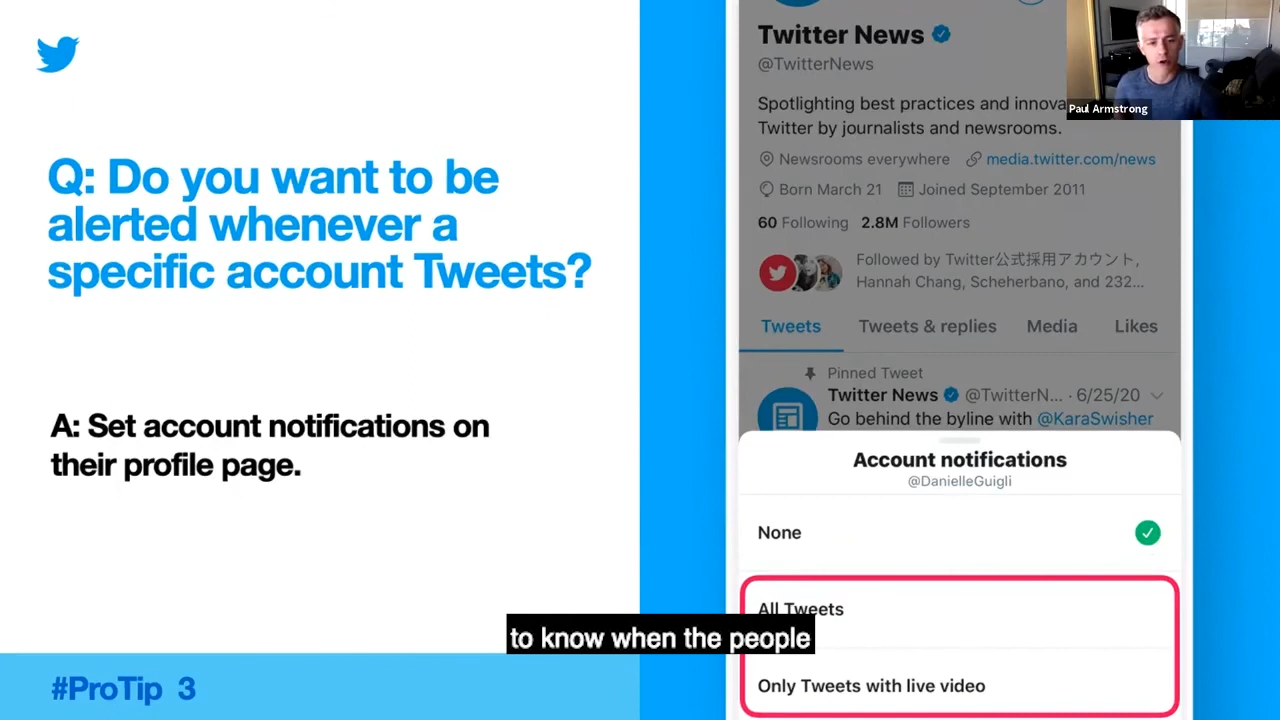 Q: Do you want to be
alerted whenever a
specific account Tweets?
A: Set account notifications on
their profile page.
#ProTip 3
Twitter News
@TwitterNews
Spotlighting best practices and innova
Twitter by journalists and newsrooms.
Newsrooms everywhere media.twitter.com/news
Born March 21 Joined September 2011
60 Following 2.8M Followers
Followed by Twitter公式採用アカウント,
Hannah Chang, Scheherbano, and 232...
Tweets Tweets & replies Media Likes
Pinned Tweet
Twitter News @TwitterN... · 6/25/20
Go behind the byline with @KaraSwisher
Account notifications
@DanielleGuigli
None
All Tweets
Only Tweets with live video
Paul Armstrong
to know when the people